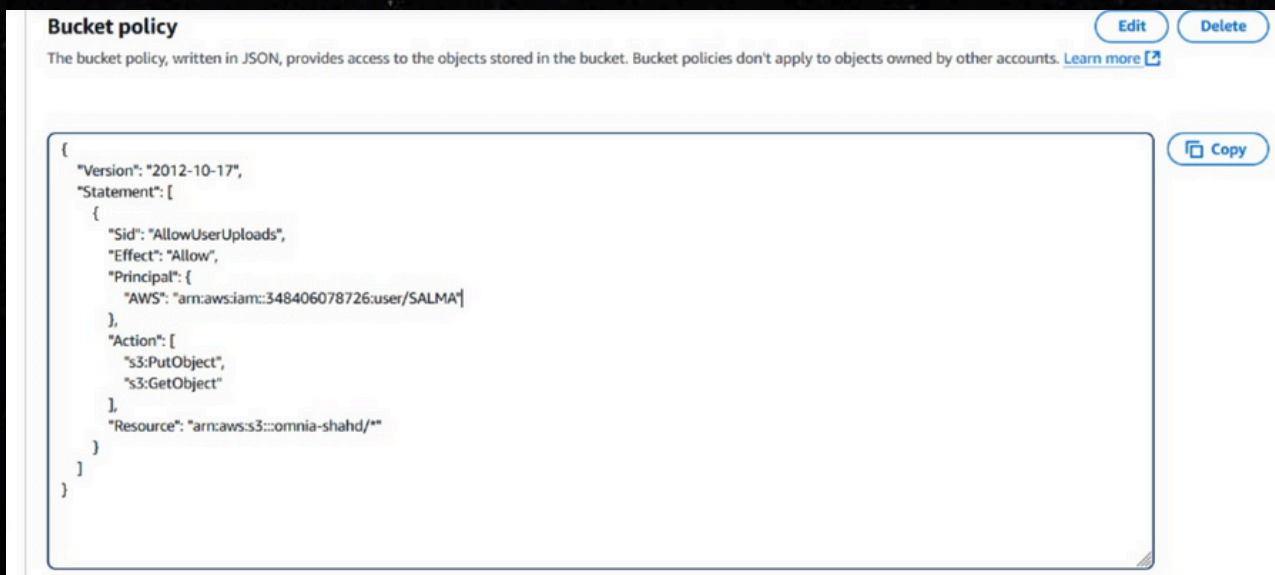 Bucket policy
Edit
Delete
The bucket policy, written in JSON, provides access to the objects stored in the bucket. Bucket policies don't apply to objects owned by other accounts. Learn more
Copy
{
"Version": "2012-10-17",
"Statement": [
{
"Sid": "AllowUserUploads",
"Effect": "Allow",
"Principal": {
"AWS": "arn:aws:iam::348406078726:user/SALMA"
},
"Action": [
"s3:PutObject",
"s3:GetObject"
],
"Resource": "arn:aws:s3:::omnia-shahd/*"
}
]
}